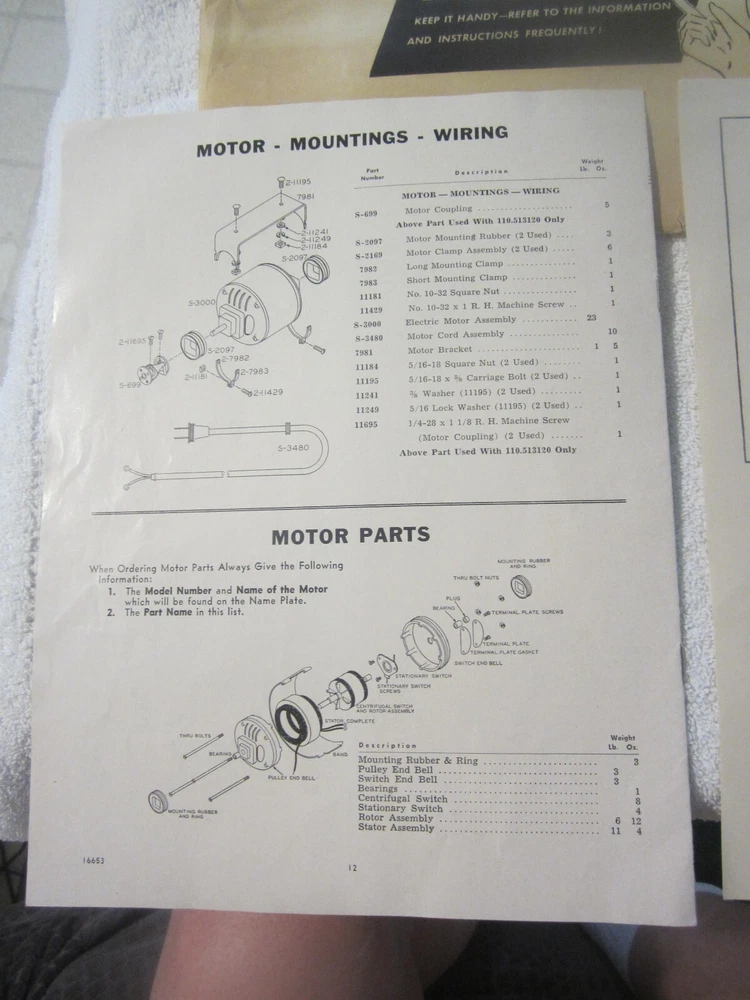 KEEP IT HANDY—REFER TO THE INFORMATION
AND INSTRUCTIONS FREQUENTLY!
MOTOR - MOUNTINGS - WIRING
2-11195
7981
2-11241
2-11249
2-11184
S-2097
S-3000
2-11695
S-2097
2-7982
S-699
2-1181
2-7983
2-11429
S-3480
Part Number Description Weight Lb. Oz.
MOTOR — MOUNTINGS — WIRING
S-699 Motor Coupling 5
Above Part Used With 110.513120 Only
S-2097 Motor Mounting Rubber (2 Used) 3
S-2169 Motor Clamp Assembly (2 Used) 6
7982 Long Mounting Clamp 1
7983 Short Mounting Clamp 1
11181 No. 10-32 Square Nut 1
11429 No. 10-32 x 1 R. H. Machine Screw 1
S-3000 Electric Motor Assembly 23
S-3480 Motor Cord Assembly 10
7981 Motor Bracket 1 5
11184 5/16-18 Square Nut (2 Used) 1
11195 5/16-18 x ⅝ Carriage Bolt (2 Used) 1
11241 ⅜ Washer (11195) (2 Used) 1
11249 5/16 Lock Washer (11195) (2 Used) 1
11695 1/4-28 x 1 1/8 R. H. Machine Screw
(Motor Coupling) (2 Used) 1
Above Part Used With 110.513120 Only
MOTOR PARTS
When Ordering Motor Parts Always Give the Following
information:
1. The Model Number and Name of the Motor
which will be found on the Name Plate.
2. The Part Name in this list.
MOUNTING RUBBER
AND RING
THRU BOLT NUTS
PLUG
BEARING
TERMINAL PLATE SCREWS
TERMINAL PLATE
TERMINAL PLATE GASKET
SWITCH END BELL
STATIONARY SWITCH
STATIONARY SWITCH
SCREWS
CENTRIFUGAL SWITCH
AND ROTOR ASSEMBLY
STATOR COMPLETE
THRU BOLTS
BEARING
BAND
PULLEY END BELL
MOUNTING RUBBER
AND RING
Description Weight Lb. Oz.
Mounting Rubber & Ring 3
Pulley End Bell 3
Switch End Bell 3
Bearings 1
Centrifugal Switch 8
Stationary Switch 4
Rotor Assembly 6 12
Stator Assembly 11 4
16653
12